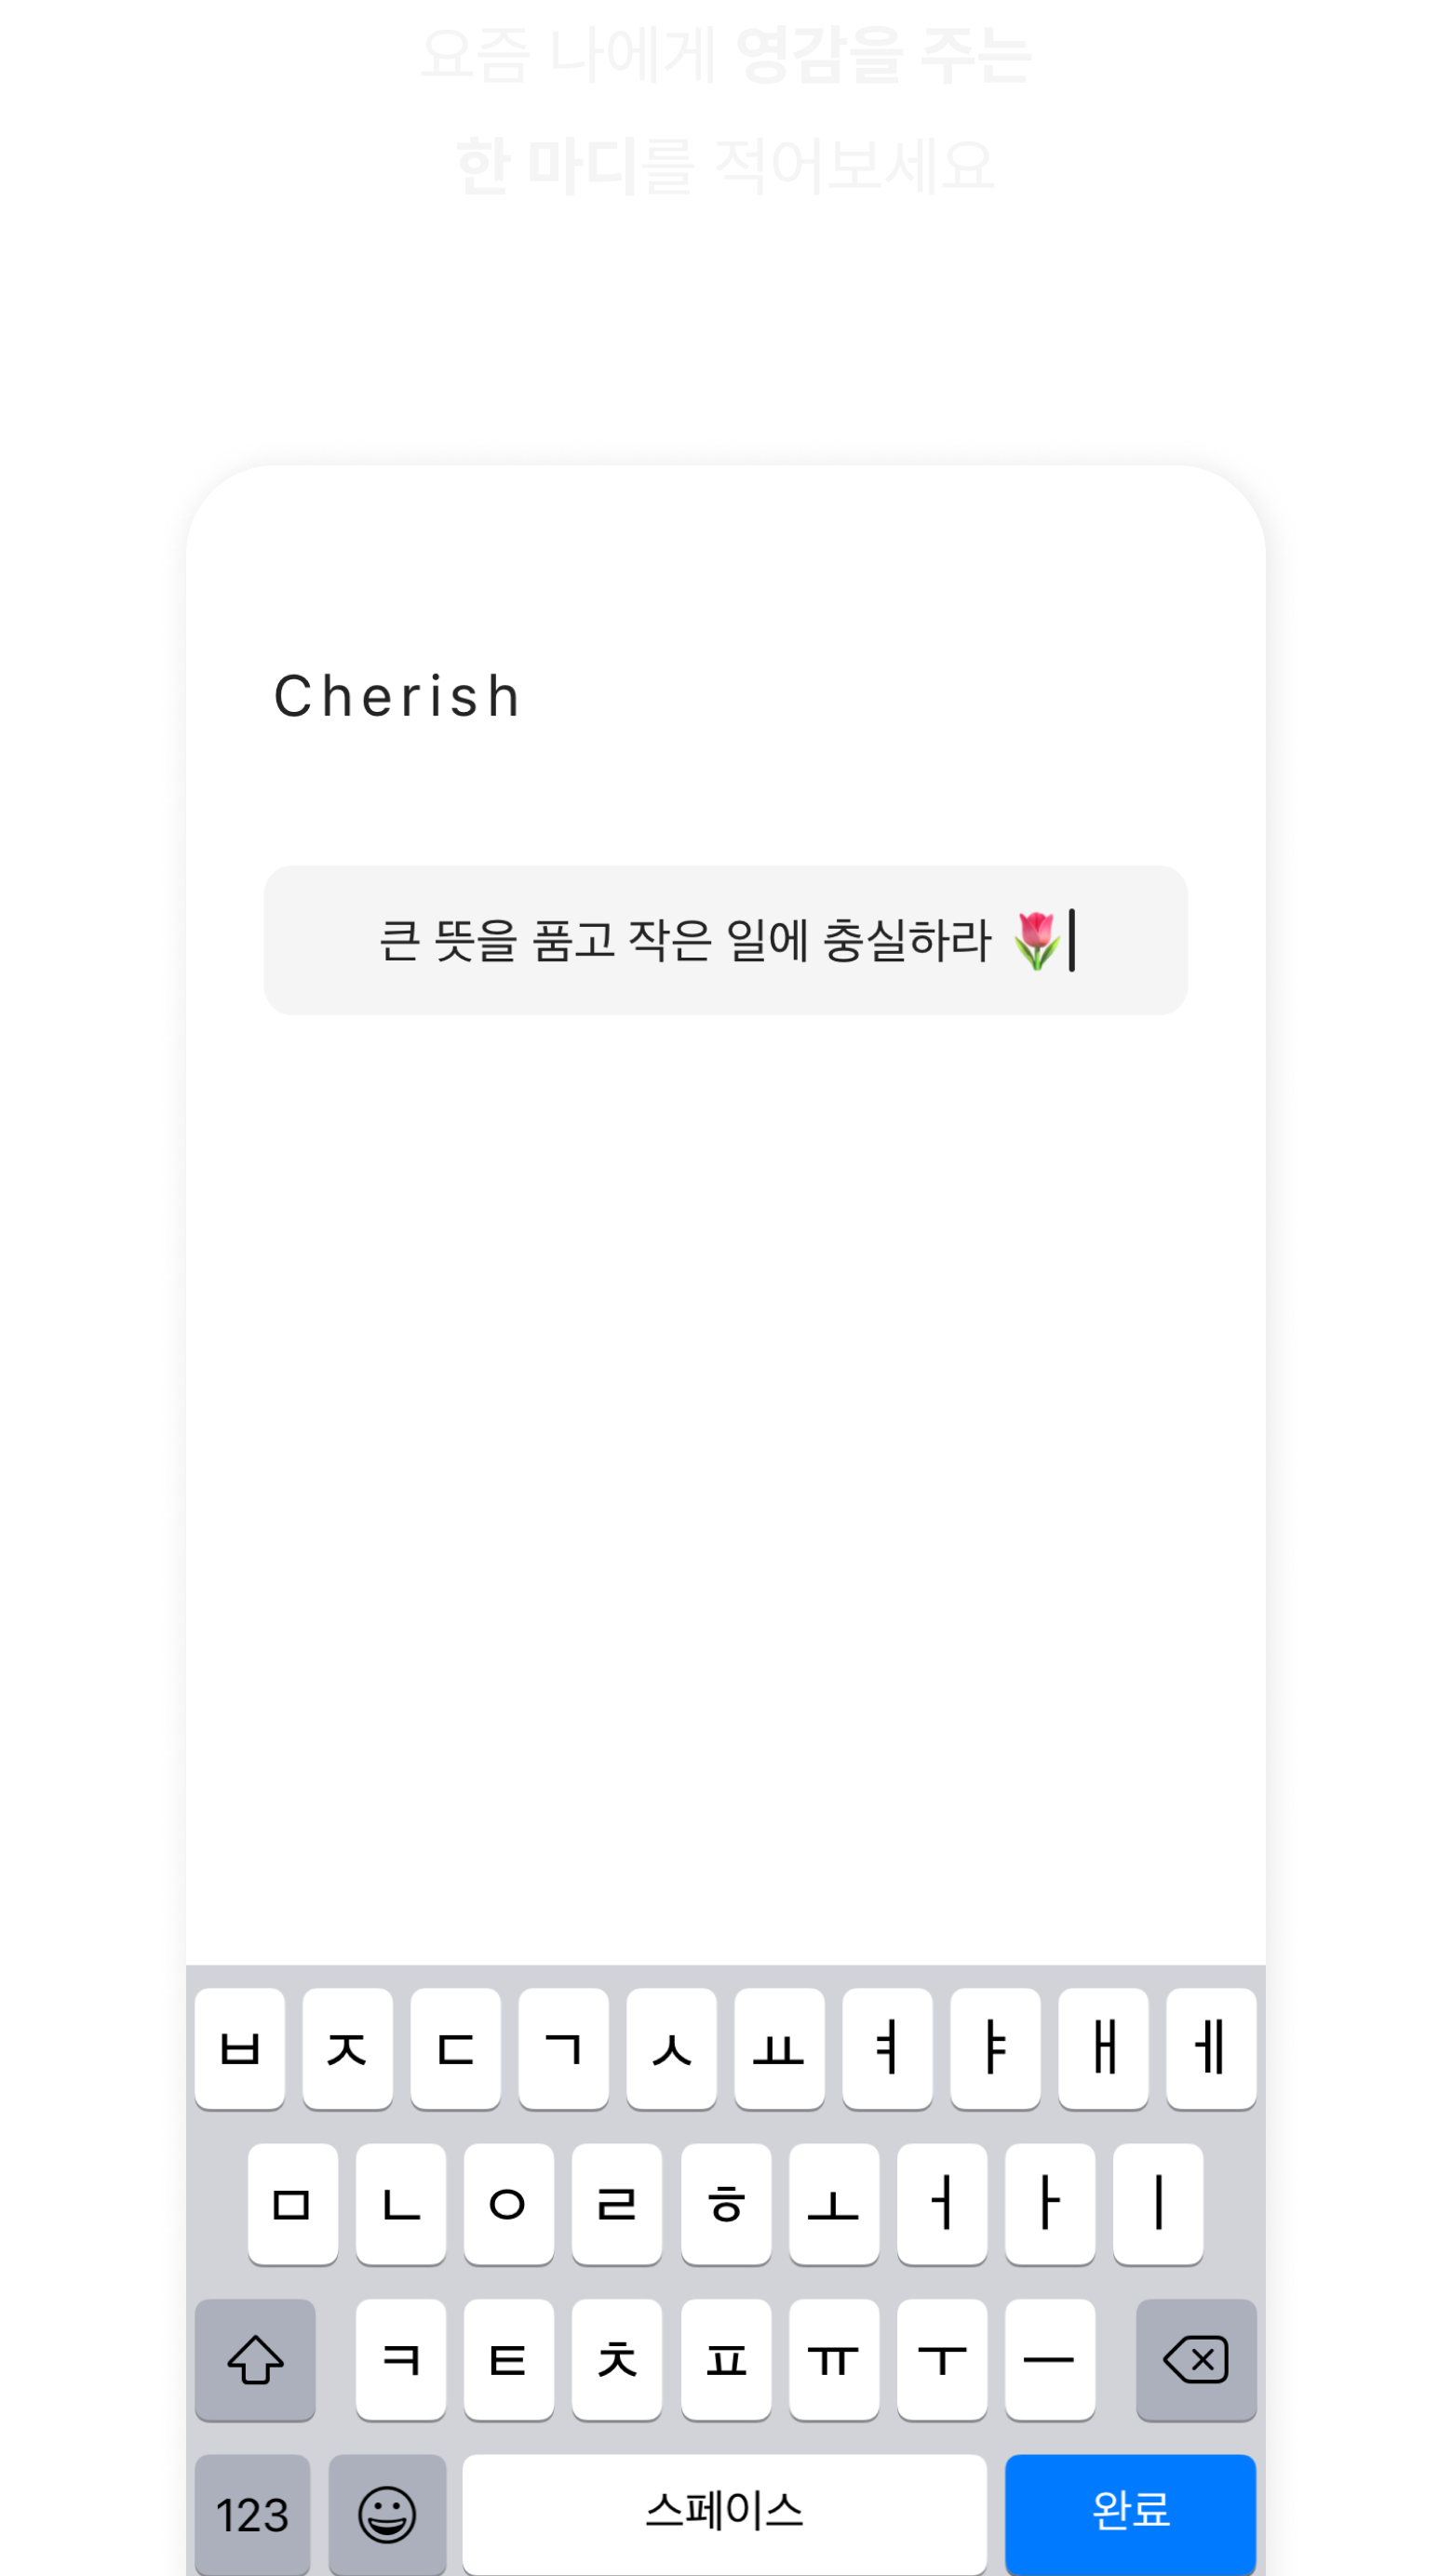 요즘 나에게 영감을 주는
한 마디를 적어보세요
Cherish
큰 뜻을 품고 작은 일에 충실하라 🌷
ㅂ ㅈ ㄷ ㄱ ㅅ ㅛ ㅕ ㅑ ㅐ ㅔ
ㅁ ㄴ ㅇ ㄹ ㅎ ㅗ ㅓ ㅏ ㅣ
ㅋ ㅌ ㅊ ㅍ ㅠ ㅜ ㅡ
123 스페이스 완료